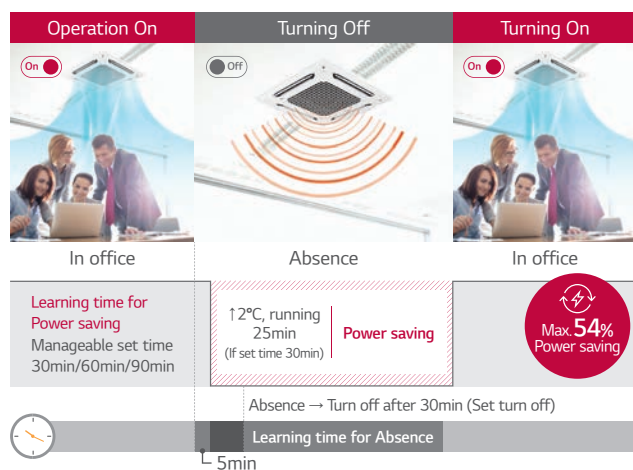 Operation On
Turning Off
Turning On
On
Off
On
In office
Absence
In office
Learning time for
Power saving
Manageable set time
30min/60min/90min
↑2°C, running
25min
(If set time 30min)
Power saving
Max.54%
Power saving
Absence → Turn off after 30min (Set turn off)
Learning time for Absence
5min